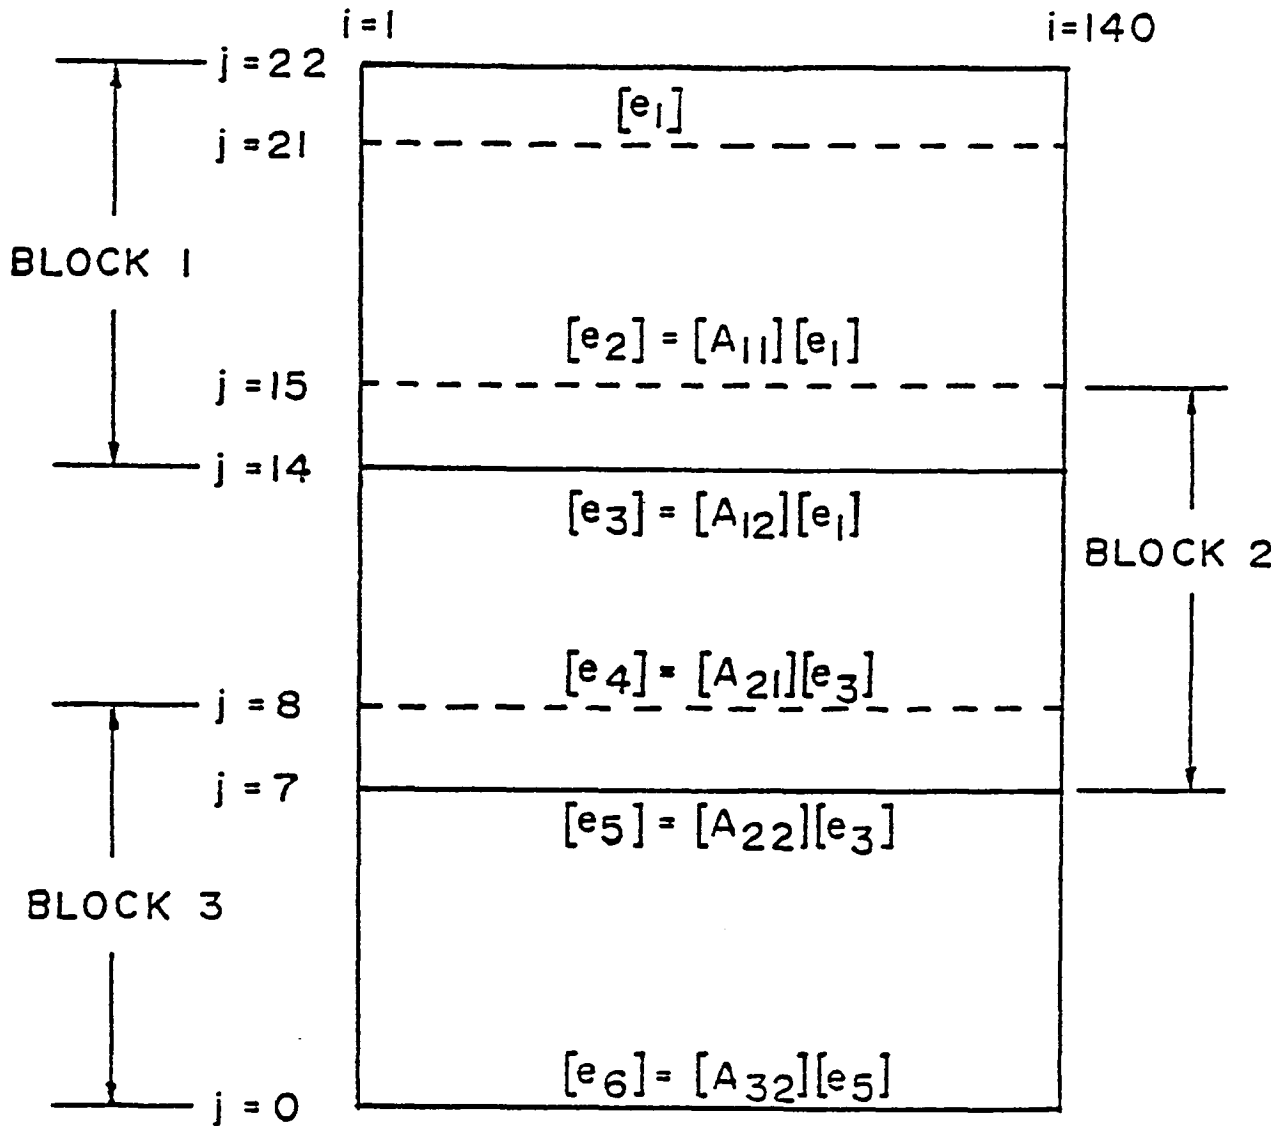 i=1
i=140
j=22
[e1]
j=21
BLOCK 1
[e2] = [A11][e1]
j=15
j=14
[e3] = [A12][e1]
BLOCK 2
[e4] = [A21][e3]
j=8
j=7
[e5] = [A22][e3]
BLOCK 3
[e6] = [A32][e5]
j=0